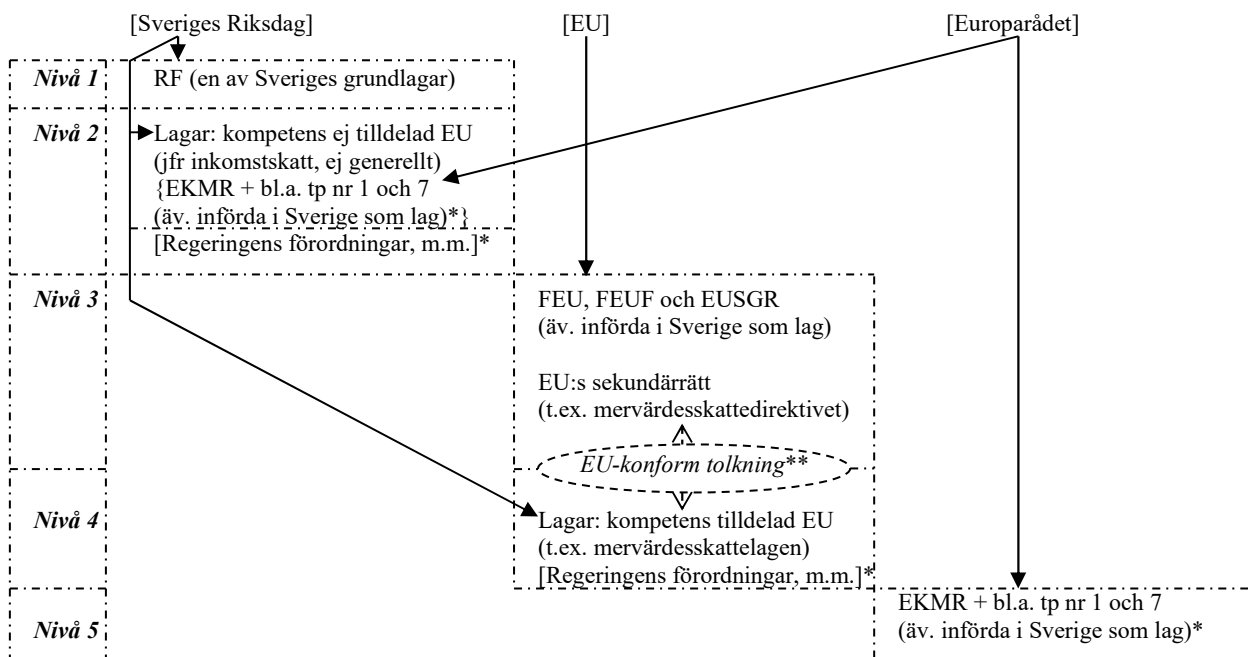 [Sveriges Riksdag] [EU] [Europarådet]
Nivå 1 RF (en av Sveriges grundlagar)
Nivå 2 Lagar: kompetens ej tilldelad EU
(jfr inkomstskatt, ej generellt)
{EKMR + bl.a. tp nr 1 och 7
(äv. införda i Sverige som lag)*}
[Regeringens förordningar, m.m.]*
Nivå 3 FEU, FEUF och EUSGR
(äv. införda i Sverige som lag)
EU:s sekundärrätt
(t.ex. mervärdesskattedirektivet)
EU-konform tolkning**
Nivå 4 Lagar: kompetens tilldelad EU
(t.ex. mervärdesskattelagen)
[Regeringens förordningar, m.m.]*
EKMR + bl.a. tp nr 1 och 7
Nivå 5 (äv. införda i Sverige som lag)*